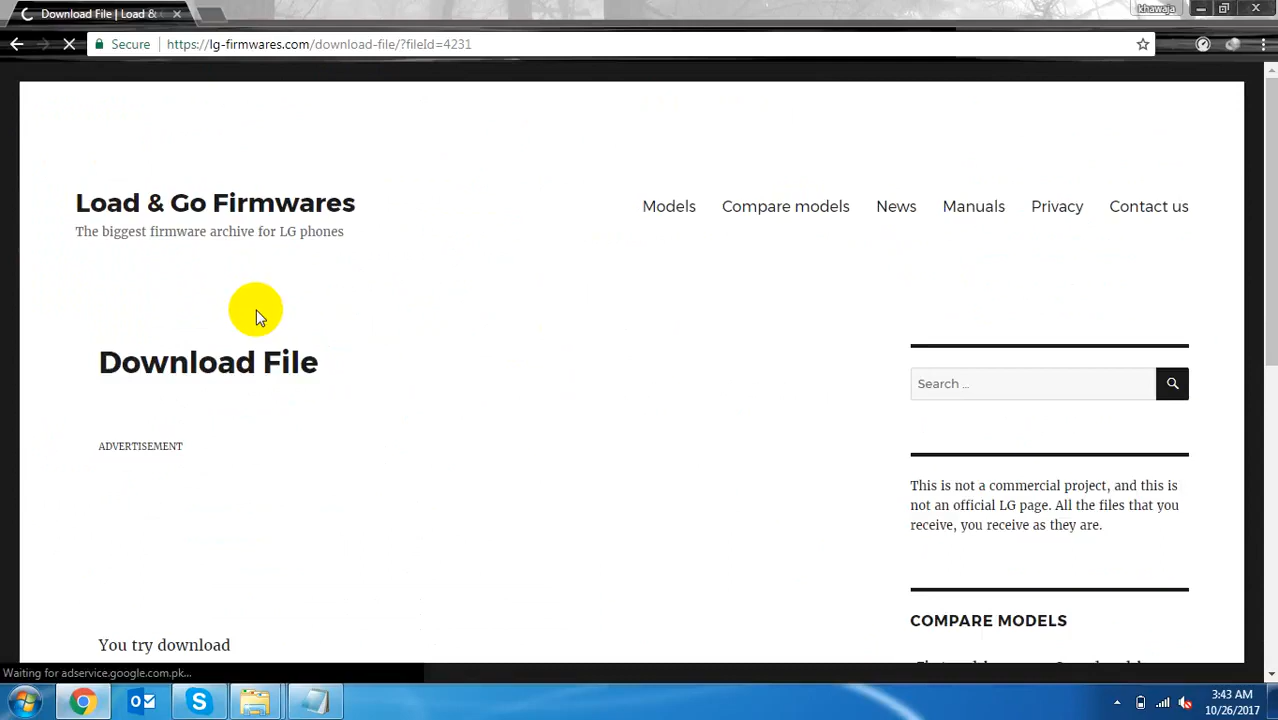 Download File | Load &
khawaja
Secure
https://lg-firmwares.com/download-file/?fileId=4231
Load & Go Firmwares
The biggest firmware archive for LG phones
Models
Compare models
News
Manuals
Privacy
Contact us
Download File
ADVERTISEMENT
You try download
Search ...
This is not a commercial project, and this is
not an official LG page. All the files that you
receive, you receive as they are.
COMPARE MODELS
Waiting for adservice.google.com.pk...
3:43 AM
10/26/2017